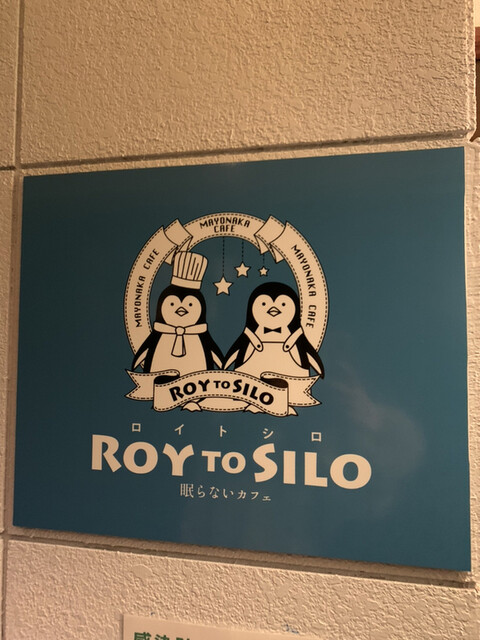 MAYONAKA CAFE
MAYONAKA CAFE
MAYONAKA CAFE
ROY TO SILO
ロイトシロ
ROY TO SILO
眠らないカフェ